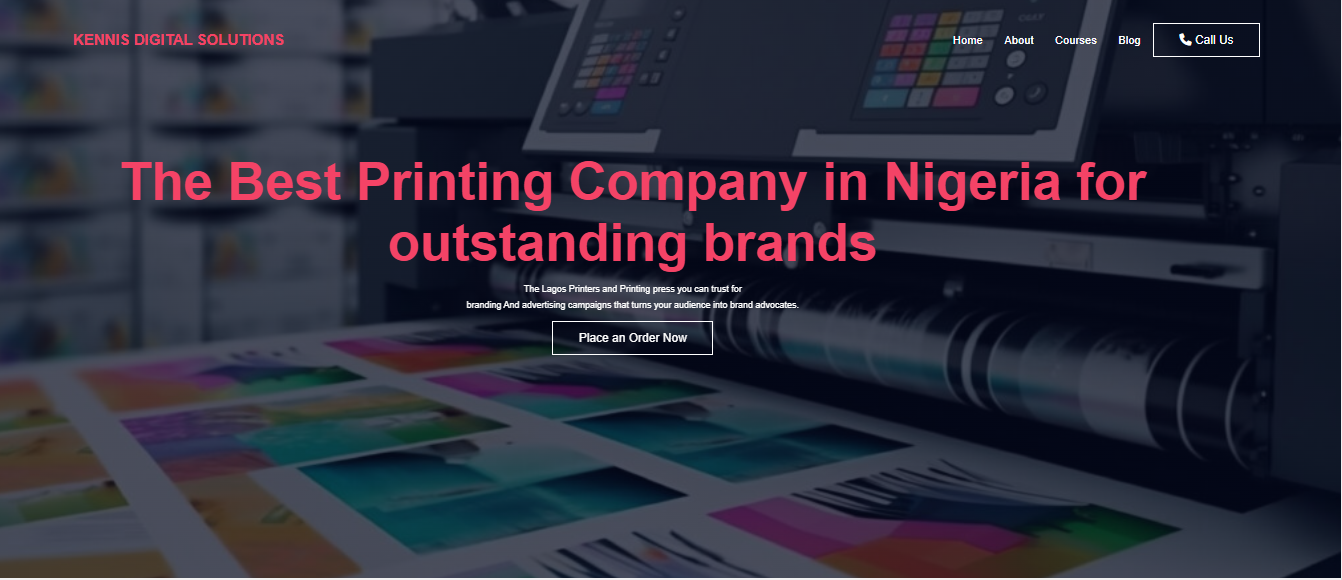 KENNIS DIGITAL SOLUTIONS
Home About Courses Blog Call Us
The Best Printing Company in Nigeria for
outstanding brands
The Lagos Printers and Printing press you can trust for
branding And advertising campaigns that turns your audience into brand advocates.
Place an Order Now